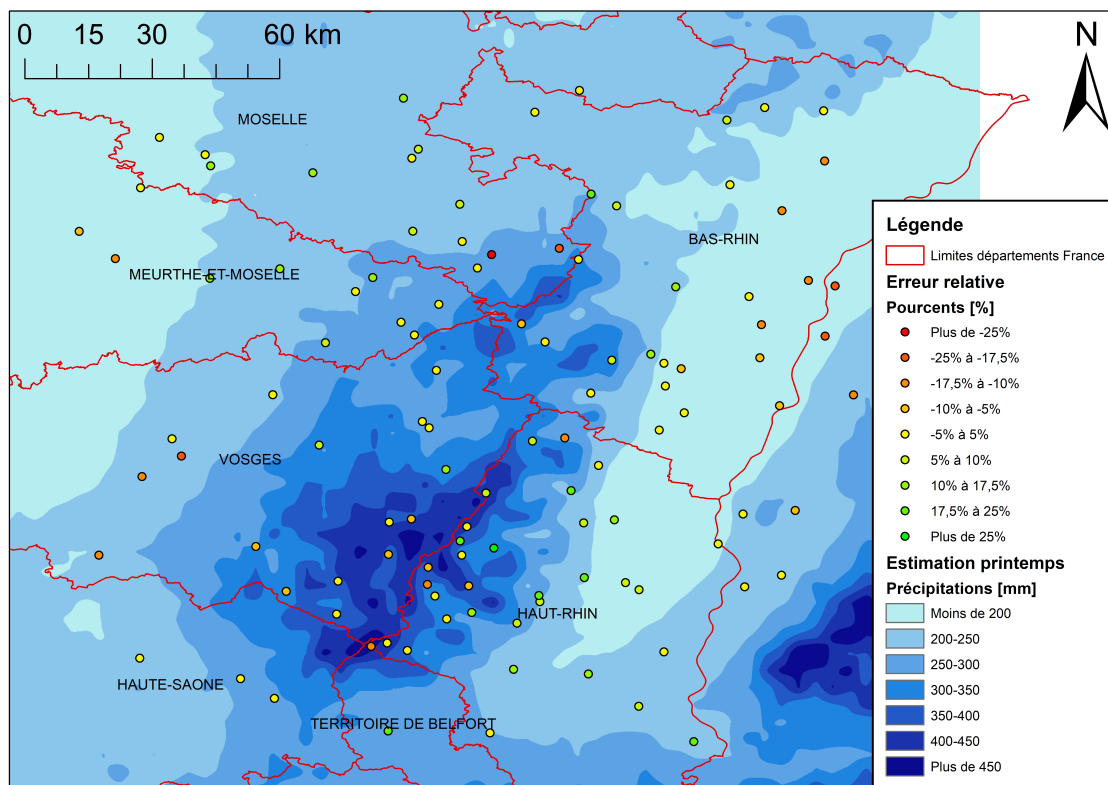 0 15 30 60 km
N
MOSELLE
BAS-RHIN
MEURTHE-ET-MOSELLE
VOSGES
HAUT-RHIN
HAUTE-SAONE
TERRITOIRE DE BELFORT
Légende
Limites départements France
Erreur relative
Pourcents [%]
Plus de -25%
-25% à -17,5%
-17,5% à -10%
-10% à -5%
-5% à 5%
5% à 10%
10% à 17,5%
17,5% à 25%
Plus de 25%
Estimation printemps
Précipitations [mm]
Moins de 200
200-250
250-300
300-350
350-400
400-450
Plus de 450